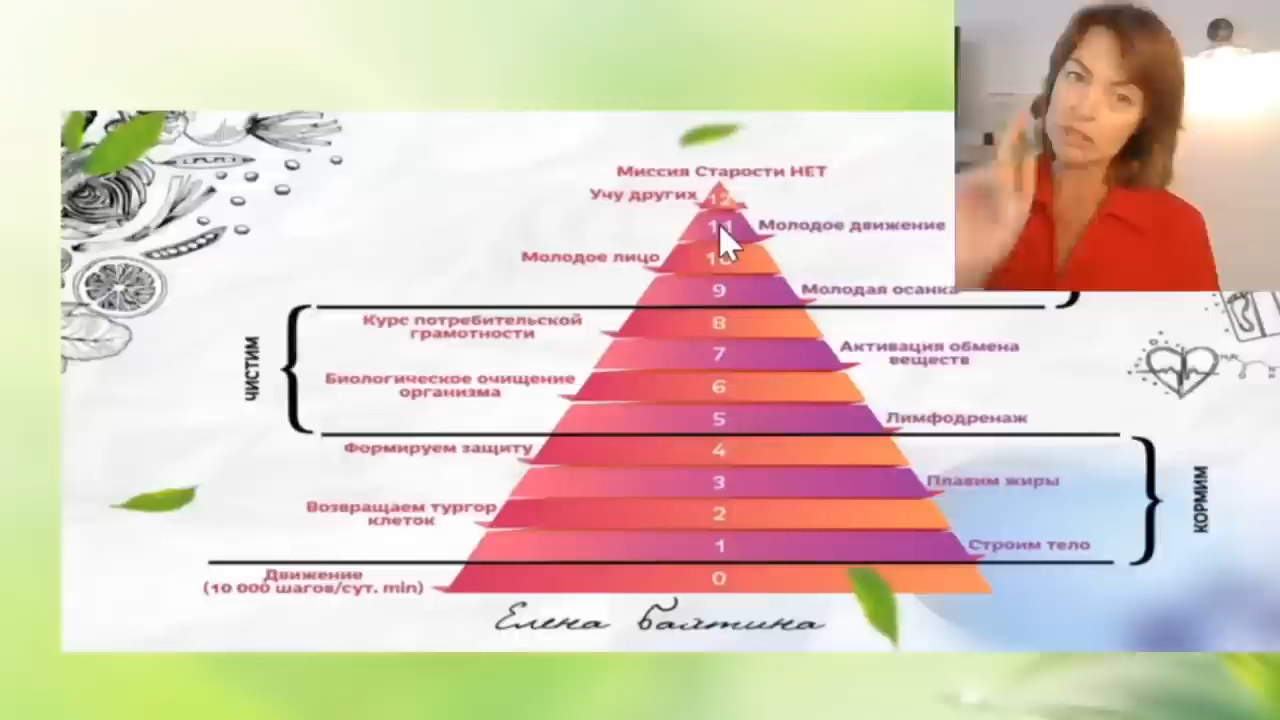 Миссия Старости НЕТ
Учу других
12
11
Молодое движение
Молодое лицо
10
9
Молодая осанка
Курс потребительской
грамотности
8
ЧИСТИМ
7
Активация обмена
веществ
Биологическое очищение
организма
6
5
Лимфодренаж
Формируем защиту
4
3
Плавим жиры
КОРМИМ
Возвращаем тургор
клеток
2
1
Строим тело
Движение
(10 000 шагов/сут. min)
0
Елена Балтина